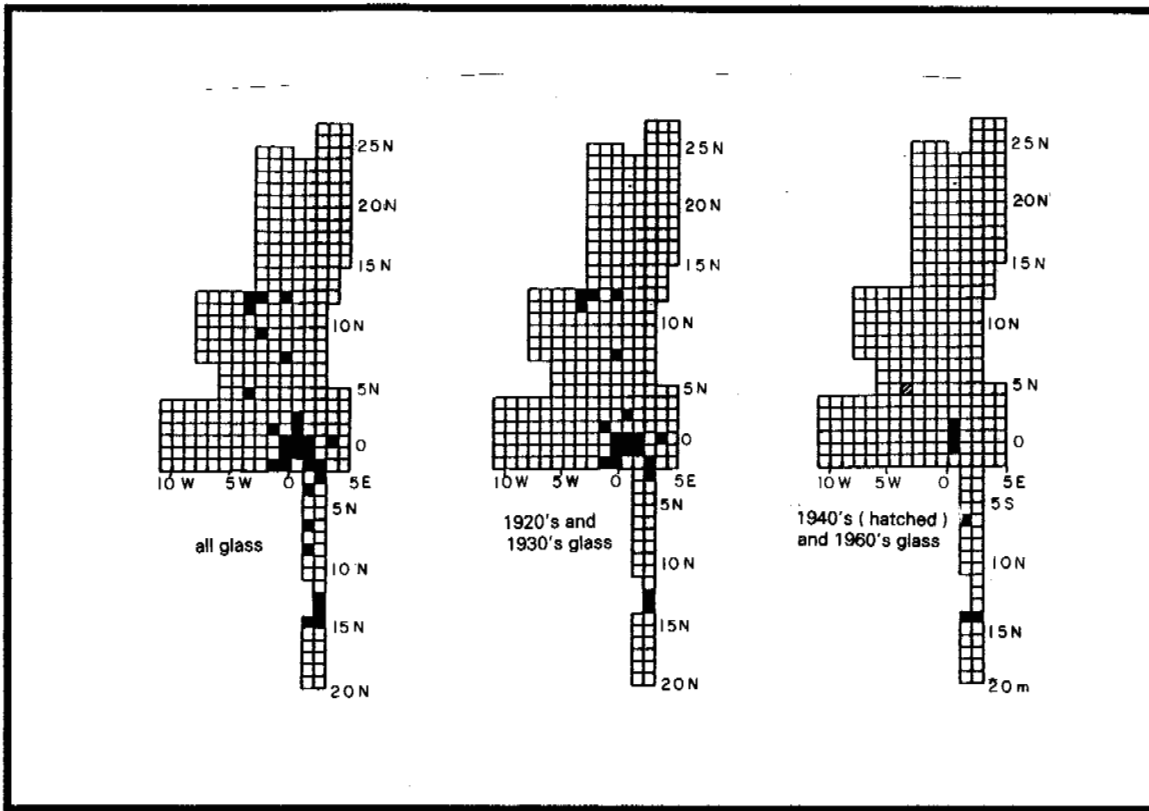 25N
20N
15N
10N
5N
0
10W 5W 0 5E
5N
10N
15N
20N
all glass
25N
20N
15N
10N
5N
0
10W 5W 0 5E
5N
10N
15N
20N
1920's and
1930's glass
25N
20N
15N
10N
5N
0
10W 5W 0 5E
5S
10N
15N
20m
1940's ( hatched )
and 1960's glass